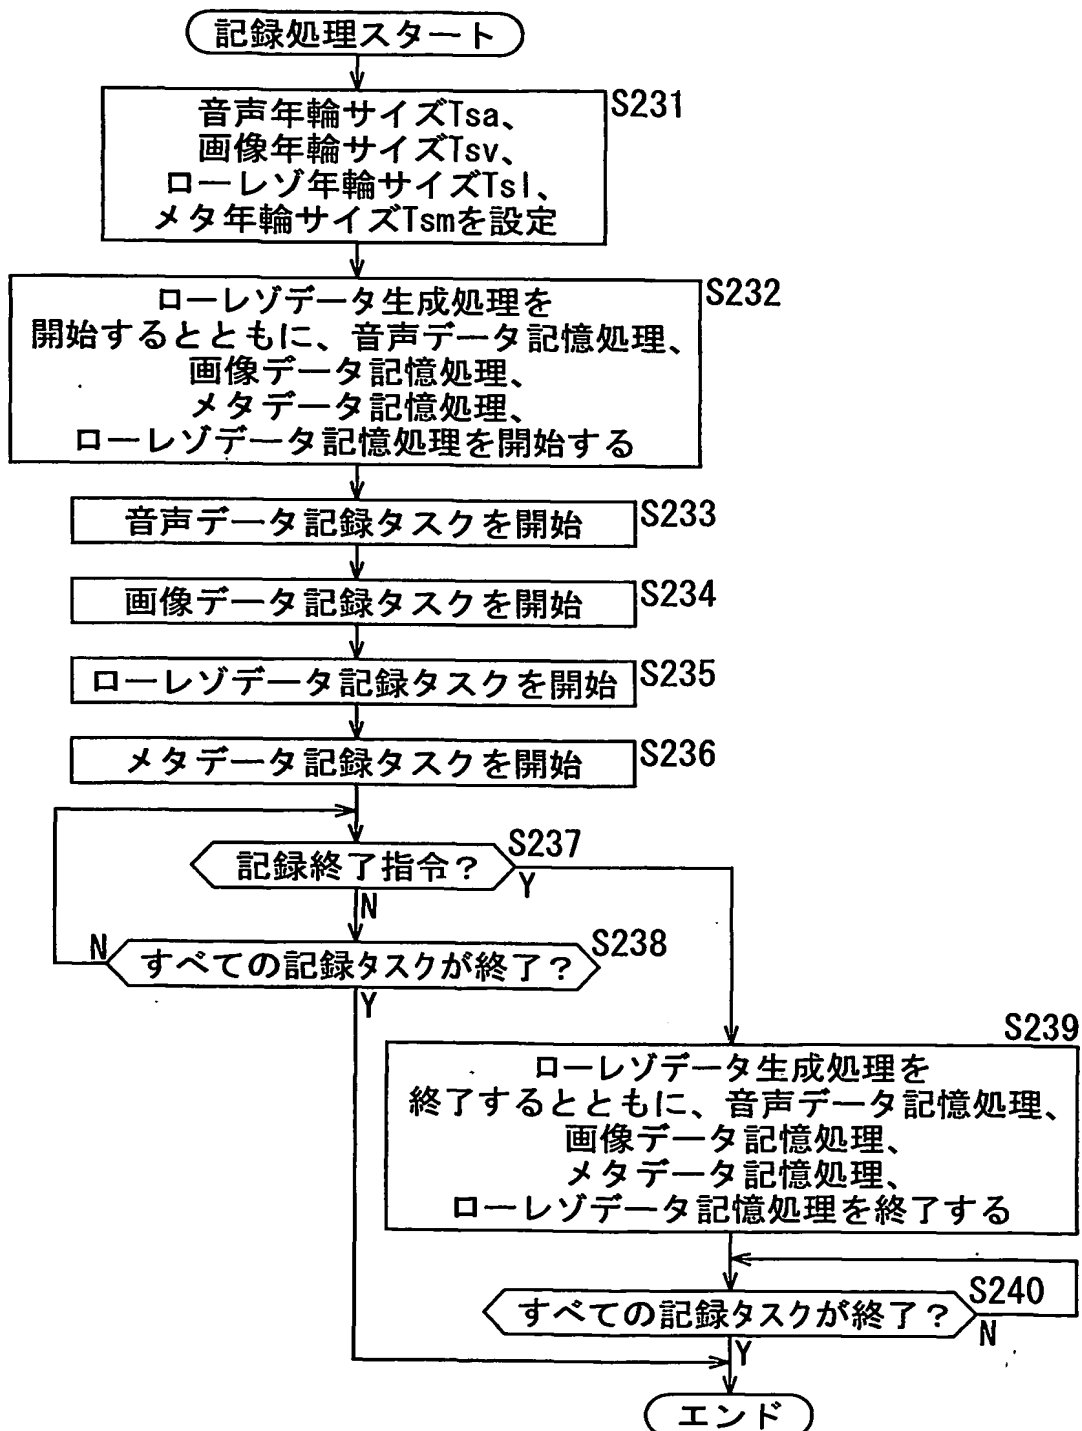 記録処理スタート
S231
音声年輪サイズTsa、
画像年輪サイズTsv、
ローレゾ年輪サイズTsl、
メタ年輪サイズTsmを設定
S232
ローレゾデータ生成処理を
開始するとともに、音声データ記憶処理、
画像データ記憶処理、
メタデータ記憶処理、
ローレゾデータ記憶処理を開始する
音声データ記録タスクを開始
S233
画像データ記録タスクを開始
S234
ローレゾデータ記録タスクを開始
S235
メタデータ記録タスクを開始
S236
S237
記録終了指令?
Y
N
S238
N
すべての記録タスクが終了?
Y
S239
ローレゾデータ生成処理を
終了するとともに、音声データ記憶処理、
画像データ記憶処理、
メタデータ記憶処理、
ローレゾデータ記憶処理を終了する
S240
すべての記録タスクが終了?
N
Y
エンド